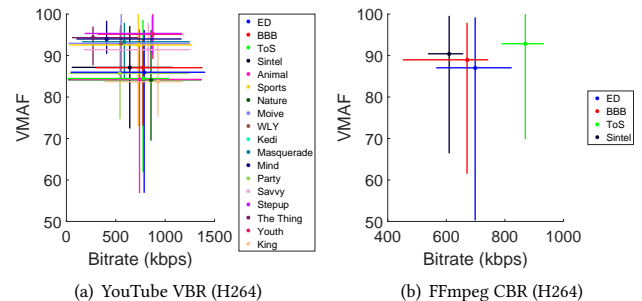 100
90
80
70
60
50
VMAF
0
500
1000
1500
Bitrate (kbps)
ED
BBB
ToS
Sintel
Animal
Sports
Nature
Moive
WLY
Kedi
Masquerade
Mind
Party
Savvy
Stepup
The Thing
Youth
King
(a) YouTube VBR (H264)
100
90
80
70
60
50
VMAF
400
600
800
1000
Bitrate (kbps)
ED
BBB
ToS
Sintel
(b) FFmpeg CBR (H264)